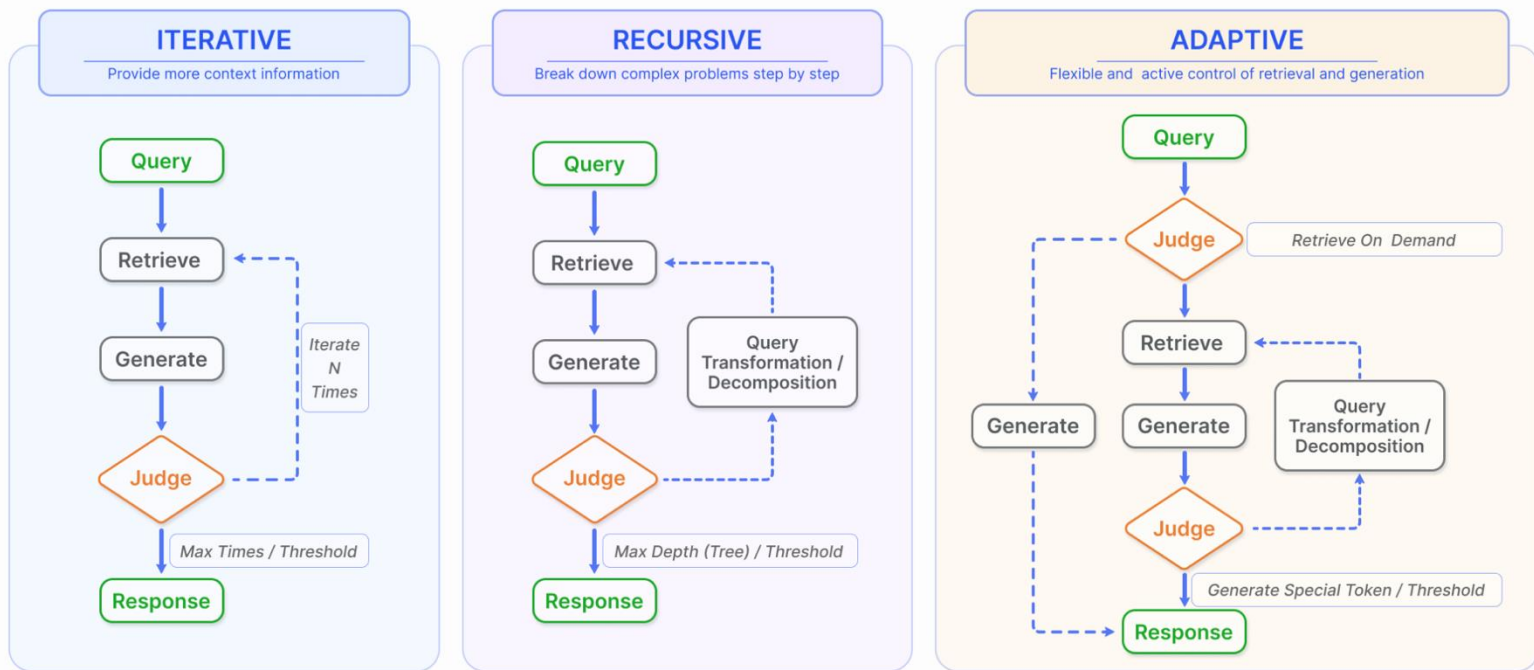 ITERATIVE
Provide more context information
Query
Retrieve
Generate
Iterate
N
Times
Judge
Max Times / Threshold
Response
RECURSIVE
Break down complex problems step by step
Query
Retrieve
Query
Transformation /
Decomposition
Generate
Judge
Max Depth (Tree) / Threshold
Response
ADAPTIVE
Flexible and active control of retrieval and generation
Query
Judge
Retrieve On Demand
Retrieve
Generate
Generate
Query
Transformation /
Decomposition
Judge
Generate Special Token / Threshold
Response